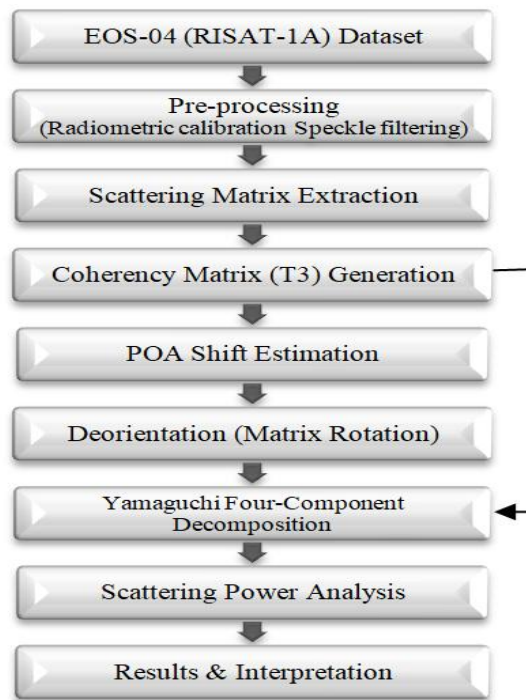 EOS-04 (RISAT-1A) Dataset
Pre-processing
(Radiometric calibration Speckle filtering)
Scattering Matrix Extraction
Coherency Matrix (T3) Generation
POA Shift Estimation
Deorientation (Matrix Rotation)
Yamaguchi Four-Component
Decomposition
Scattering Power Analysis
Results & Interpretation